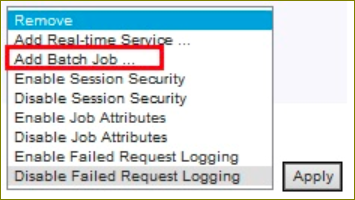 Remove
Add Real-time Service ...
Add Batch Job ...
Enable Session Security
Disable Session Security
Enable Job Attributes
Disable Job Attributes
Enable Failed Request Logging
Disable Failed Request Logging
Apply